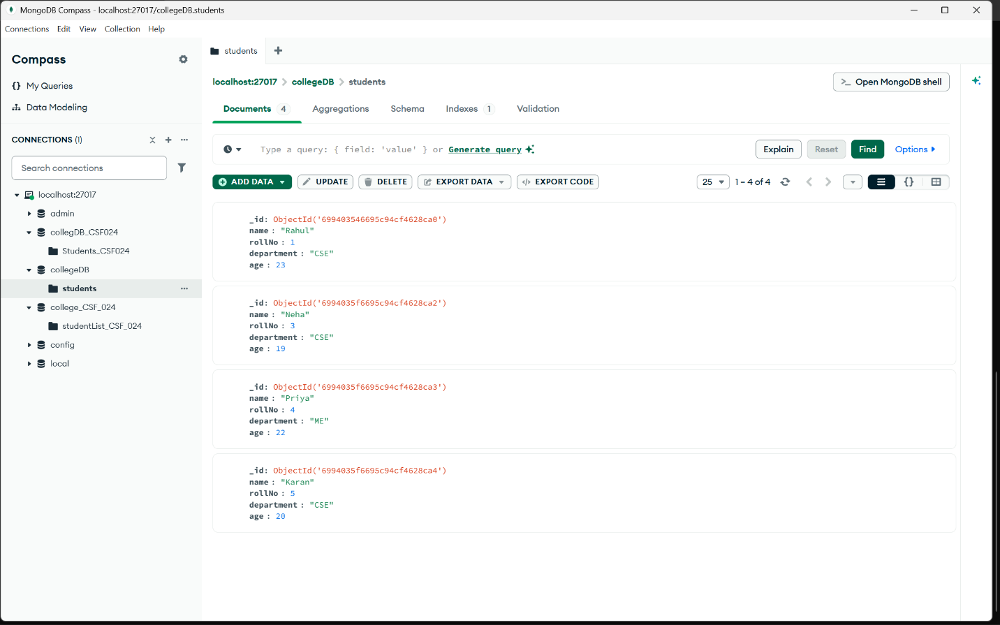 MongoDB Compass - localhost:27017/collegeDB.students
Connections Edit View Collection Help
Compass
My Queries
Data Modeling
CONNECTIONS (1)
Search connections
localhost:27017
admin
collegDB_CSF024
Students_CSF024
collegeDB
students
college_CSF_024
studentList_CSF_024
config
local
students
localhost:27017 > collegeDB > students
>_ Open MongoDB shell
Documents 4 Aggregations Schema Indexes 1 Validation
Type a query: { field: 'value' } or Generate query
Explain Reset Find Options
ADD DATA UPDATE DELETE EXPORT DATA </> EXPORT CODE
25 1 – 4 of 4 {}
_id: ObjectId('699403546695c94cf4628ca0')
name : "Rahul"
rollNo : 1
department : "CSE"
age : 23
_id: ObjectId('6994035f6695c94cf4628ca2')
name : "Neha"
rollNo : 3
department : "CSE"
age : 19
_id: ObjectId('6994035f6695c94cf4628ca3')
name : "Priya"
rollNo : 4
department : "ME"
age : 22
_id: ObjectId('6994035f6695c94cf4628ca4')
name : "Karan"
rollNo : 5
department : "CSE"
age : 20